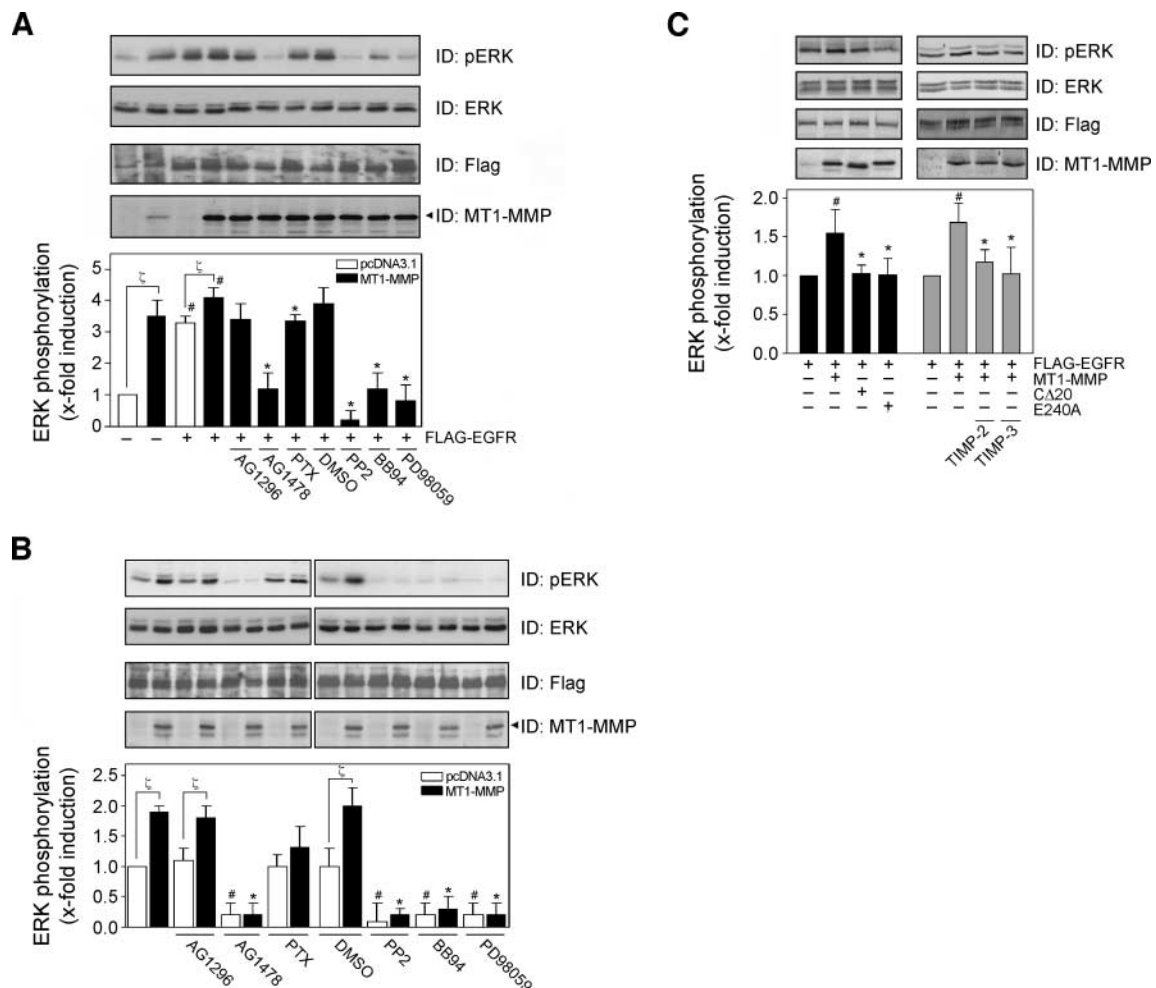 A
ID: pERK
ID: ERK
ID: Flag
ID: MT1-MMP
ERK phosphorylation
(x-fold induction)
5
4
3
2
1
0
ζ
ζ
#
#
*
*
*
*
*
pcDNA3.1
MT1-MMP
− − + + + + + + + + + FLAG-EGFR
AG1296
AG1478
PTX
DMSO
PP2
BB94
PD98059
B
ID: pERK
ID: ERK
ID: Flag
ID: MT1-MMP
ERK phosphorylation
(x-fold induction)
2.5
2.0
1.5
1.0
0.5
0.0
ζ
ζ
ζ
pcDNA3.1
MT1-MMP
# * # * # * # *
AG1296
AG1478
PTX
DMSO
PP2
BB94
PD98059
C
ID: pERK
ID: ERK
ID: Flag
ID: MT1-MMP
ERK phosphorylation
(x-fold induction)
2.0
1.5
1.0
0.5
0.0
# * * # * *
+ + + + + + + + FLAG-EGFR
− + − − − + + + MT1-MMP
− − + − − − − − CΔ20
− − − + − − − − E240A
TIMP-2
TIMP-3